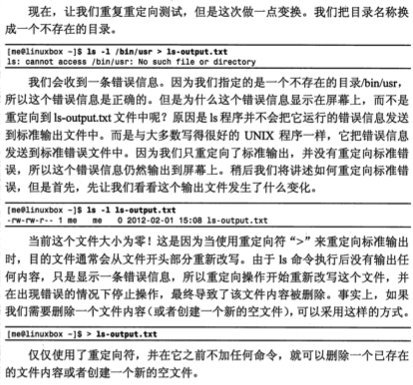 现在，让我们重复重定向测试，但是这次做一点变换。我们把目录名称换
成一个不存在的目录。
[me@linuxbox ~]$ ls -l /bin/usr > ls-output.txt
ls: cannot access /bin/usr: No such file or directory
我们会收到一条错误信息。因为我们指定的是一个不存在的目录/bin/usr，
所以这个错误信息是正确的。但是为什么这个错误信息显示在屏幕上，而不是
重定向到 ls-output.txt 文件中呢？原因是 ls 程序并不会把它运行的错误信息发送
到标准输出文件中。而是与大多数写得很好的 UNIX 程序一样，它把错误信息
发送到标准错误文件中。因为我们只重定向了标准输出，并没有重定向标准错
误，所以这个错误信息仍然输出到屏幕上。稍后我们将讲述如何重定向标准错
误，但是首先，先让我们看看这个输出文件发生了什么变化。
[me@linuxbox ~]$ ls -l ls-output.txt
-rw-rw-r-- 1 me me 0 2012-02-01 15:08 ls-output.txt
当前这个文件大小为零！这是因为当使用重定向符“>”来重定向标准输出
时，目的文件通常会从文件开头部分重新改写。由于 ls 命令执行后没有输出任
何内容，只是显示一条错误信息，所以重定向操作开始重新改写这个文件，并
在出现错误的情况下停止操作，最终导致了该文件内容被删除。事实上，如果
我们需要删除一个文件内容（或者创建一个新的空文件），可以采用这样的方式。
[me@linuxbox ~]$ > ls-output.txt
仅仅使用了重定向符，并在它之前不加任何命令，就可以删除一个已存在
的文件内容或者创建一个新的空文件。